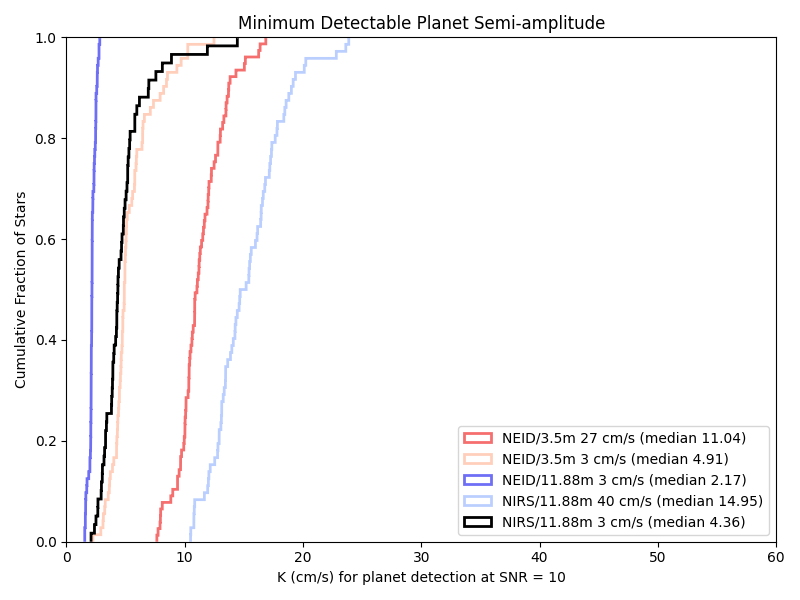 Minimum Detectable Planet Semi-amplitude
1.0
0.8
0.6
0.4
0.2
0.0
Cumulative Fraction of Stars
NEID/3.5m 27 cm/s (median 11.04)
NEID/3.5m 3 cm/s (median 4.91)
NEID/11.88m 3 cm/s (median 2.17)
NIRS/11.88m 40 cm/s (median 14.95)
NIRS/11.88m 3 cm/s (median 4.36)
0 10 20 30 40 50 60
K (cm/s) for planet detection at SNR = 10